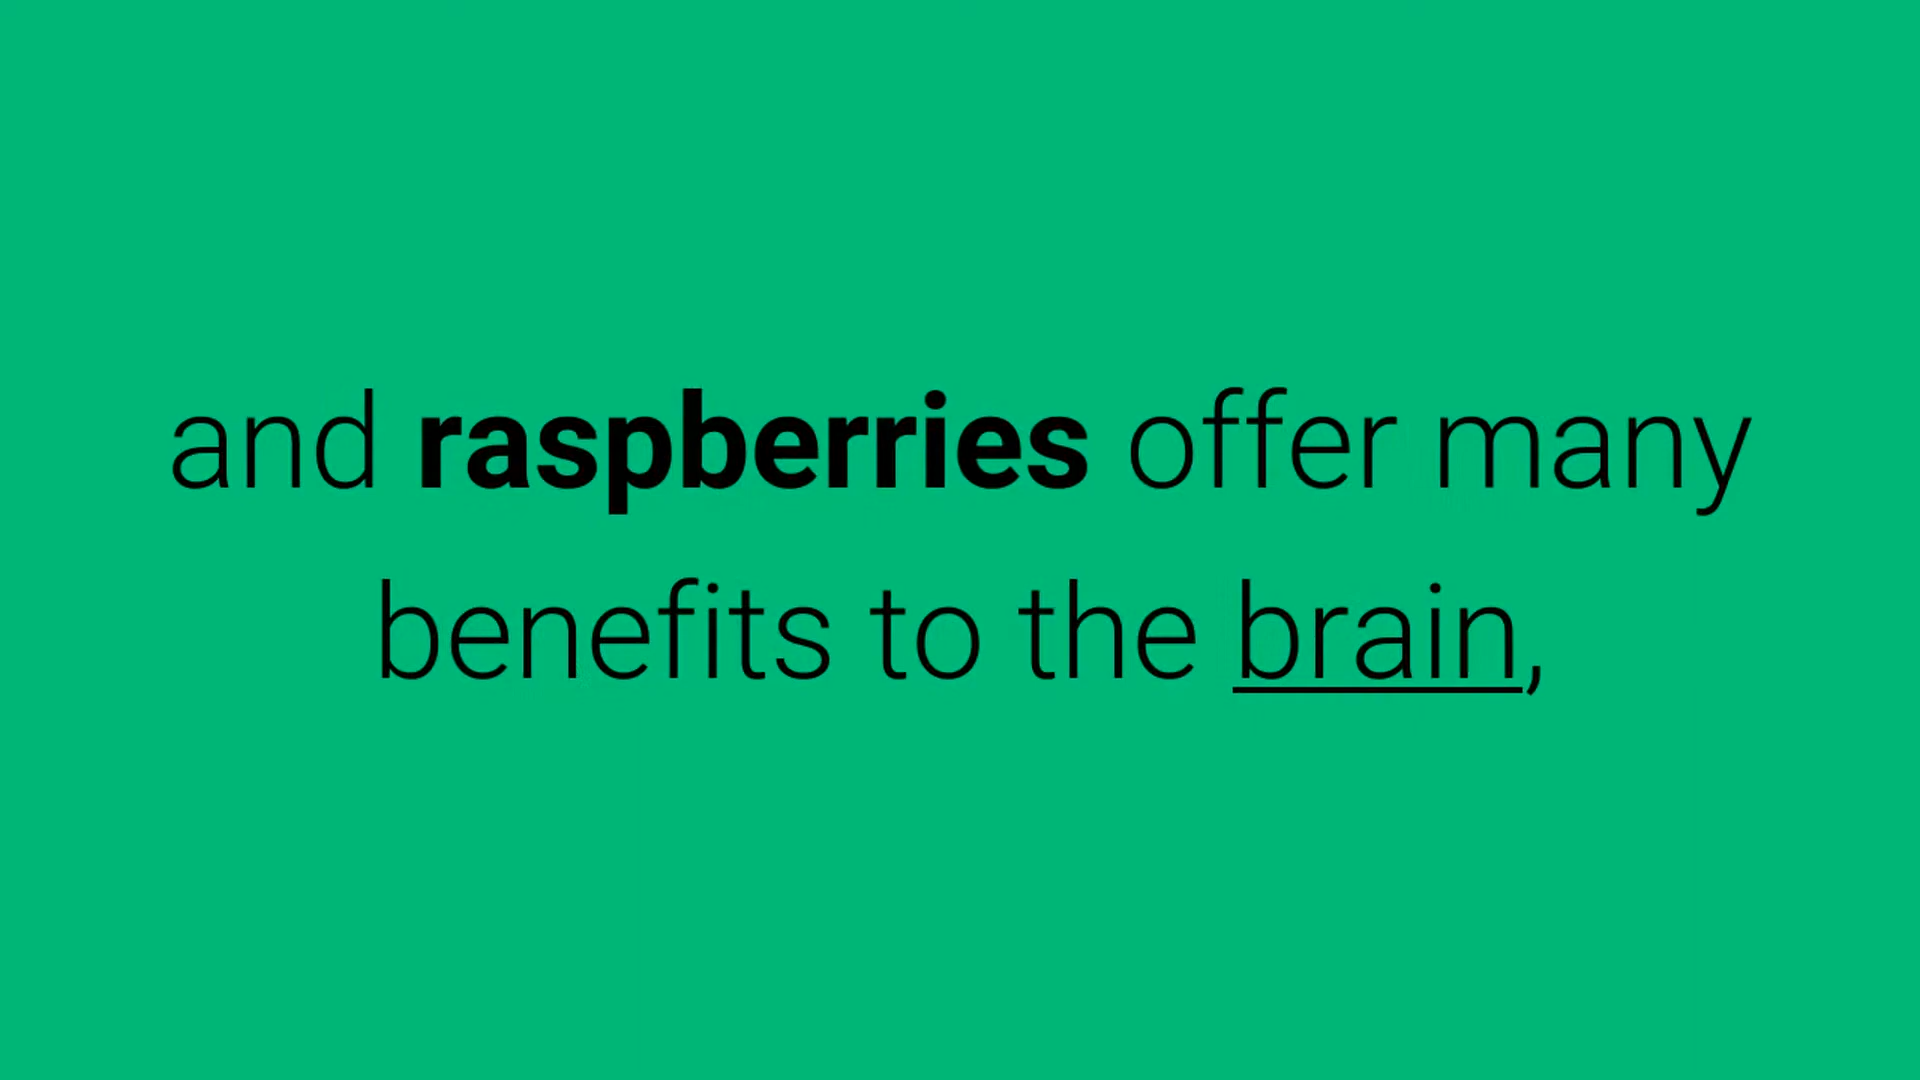 and raspberries offer many
benefits to the brain,